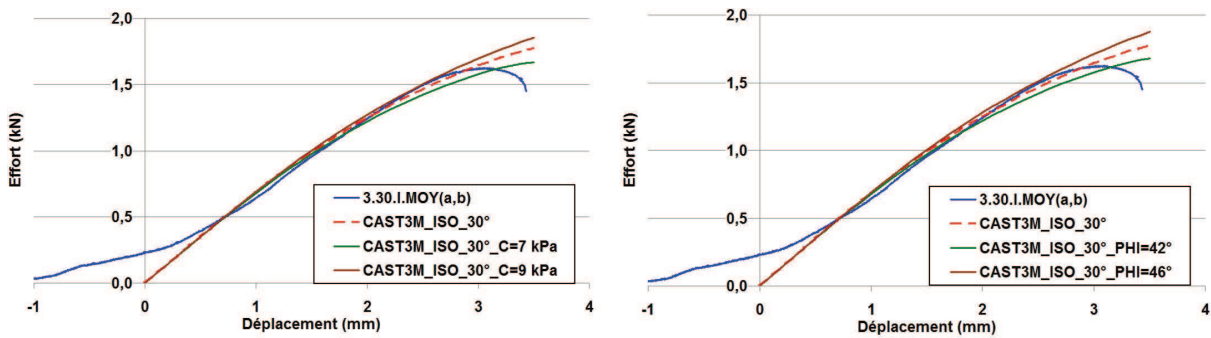 2,0
1,5
1,0
0,5
0,0
Effort (kN)
-1 0 1 2 3 4
Déplacement (mm)
3.30.I.MOY(a,b)
CAST3M_ISO_30°
CAST3M_ISO_30°_C=7 kPa
CAST3M_ISO_30°_C=9 kPa
2,0
1,5
1,0
0,5
0,0
Effort (kN)
-1 0 1 2 3 4
Déplacement (mm)
3.30.I.MOY(a,b)
CAST3M_ISO_30°
CAST3M_ISO_30°_PHI=42°
CAST3M_ISO_30°_PHI=46°